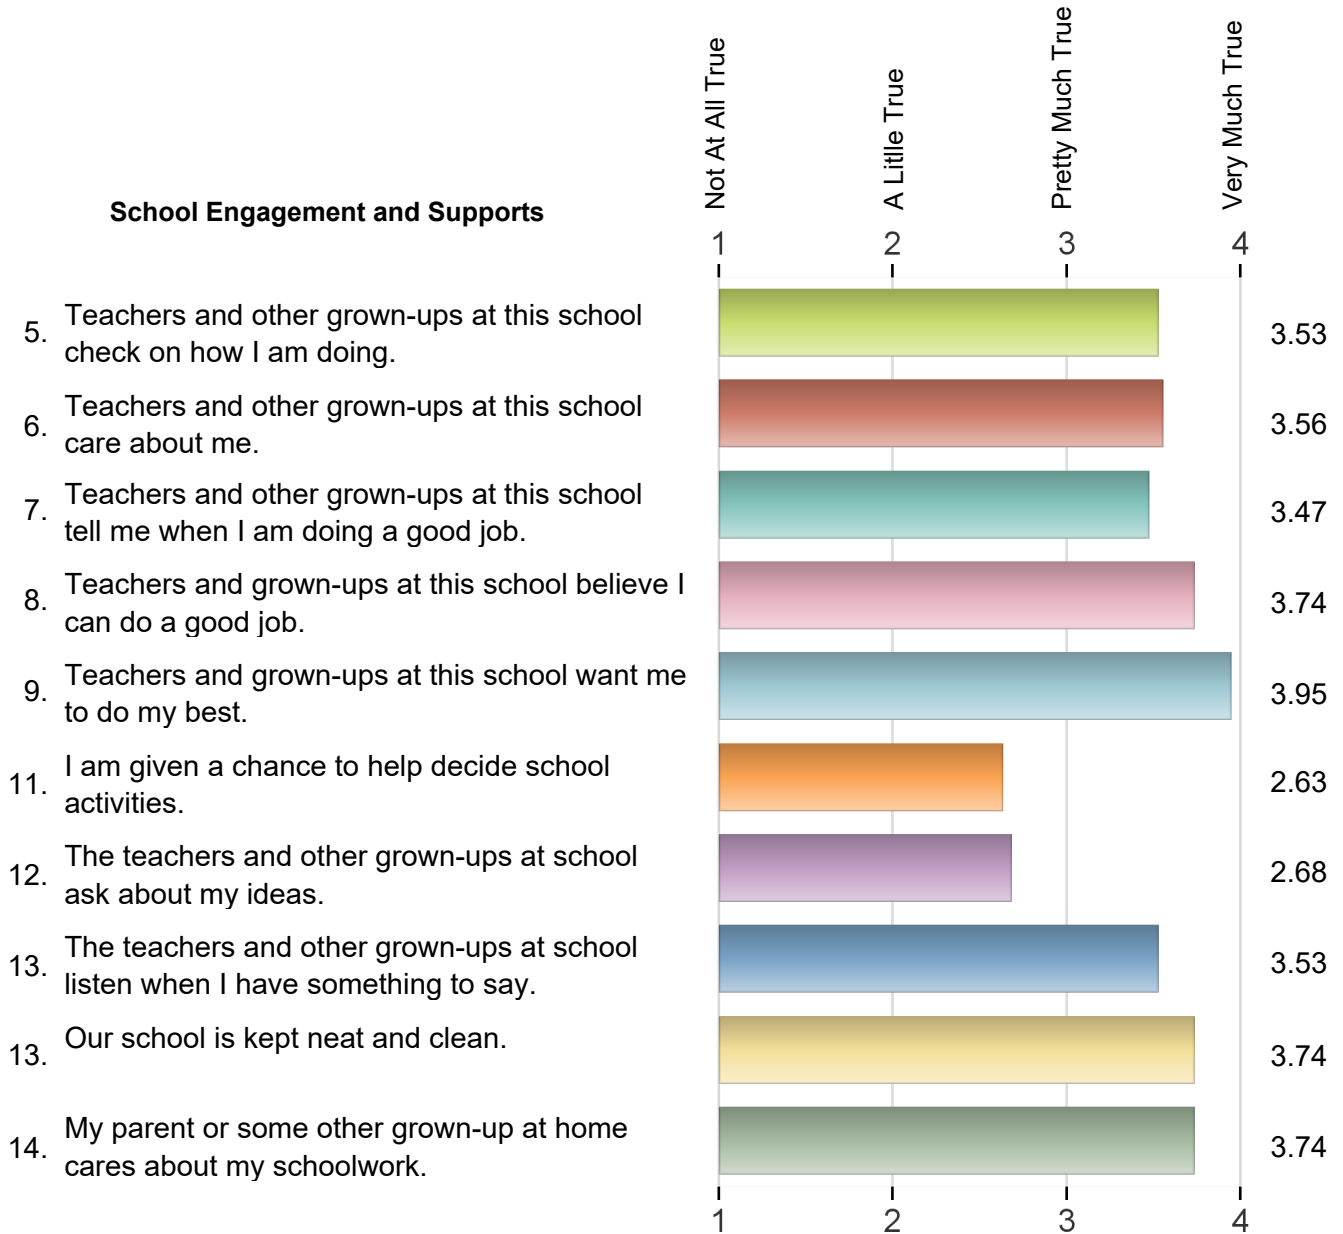 Not At All True
A Litlle True
Pretty Much True
Very Much True
School Engagement and Supports
1 2 3 4
5. Teachers and other grown-ups at this school
check on how I am doing.
3.53
6. Teachers and other grown-ups at this school
care about me.
3.56
7. Teachers and other grown-ups at this school
tell me when I am doing a good job.
3.47
8. Teachers and grown-ups at this school believe I
can do a good job.
3.74
9. Teachers and grown-ups at this school want me
to do my best.
3.95
11. I am given a chance to help decide school
activities.
2.63
12. The teachers and other grown-ups at school
ask about my ideas.
2.68
13. The teachers and other grown-ups at school
listen when I have something to say.
3.53
13. Our school is kept neat and clean.
3.74
14. My parent or some other grown-up at home
cares about my schoolwork.
3.74
1 2 3 4